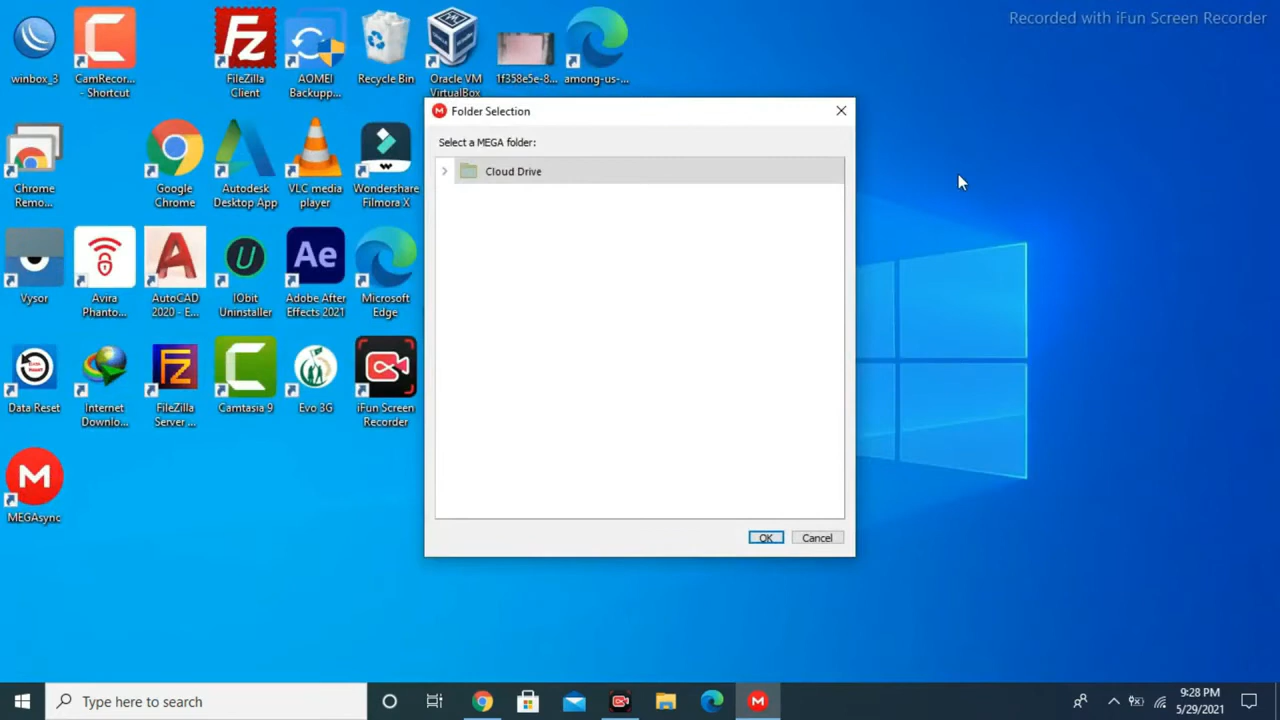 Recorded with iFun Screen Recorder
winbox_3
CamRecor...
- Shortcut
FileZilla
Client
AOMEI
Backupp...
Recycle Bin
Oracle VM
VirtualBox
1f358e5e-8...
among-us-...
Folder Selection
Select a MEGA folder:
Cloud Drive
OK
Cancel
Chrome
Remo...
Google
Chrome
Autodesk
Desktop App
VLC media
player
Wondershare
Filmora X
Vysor
Avira
Phanto...
AutoCAD
2020 - E...
IObit
Uninstaller
Ae
Adobe After
Effects 2021
Microsoft
Edge
Data Reset
Internet
Downlo...
FileZilla
Server ...
Camtasia 9
Evo 3G
iFun Screen
Recorder
MEGAsync
Type here to search
9:28 PM
5/29/2021